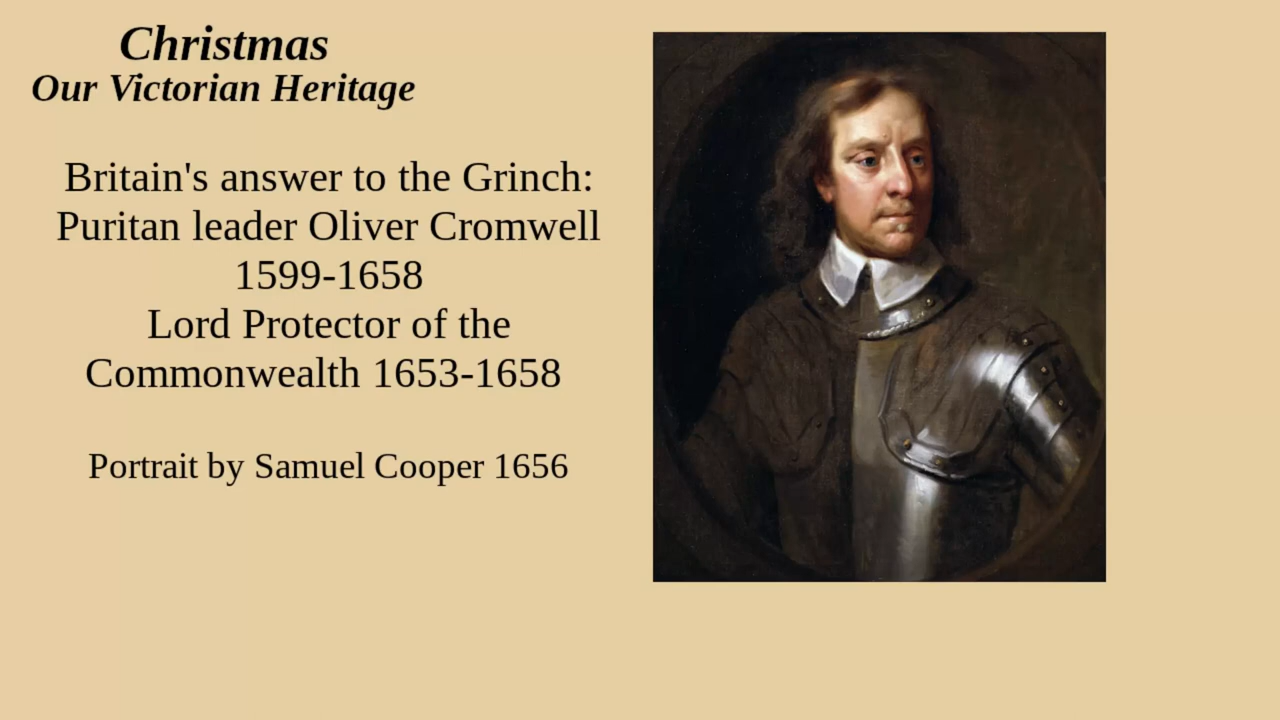 Christmas
Our Victorian Heritage
Britain's answer to the Grinch:
Puritan leader Oliver Cromwell
1599-1658
Lord Protector of the
Commonwealth 1653-1658
Portrait by Samuel Cooper 1656